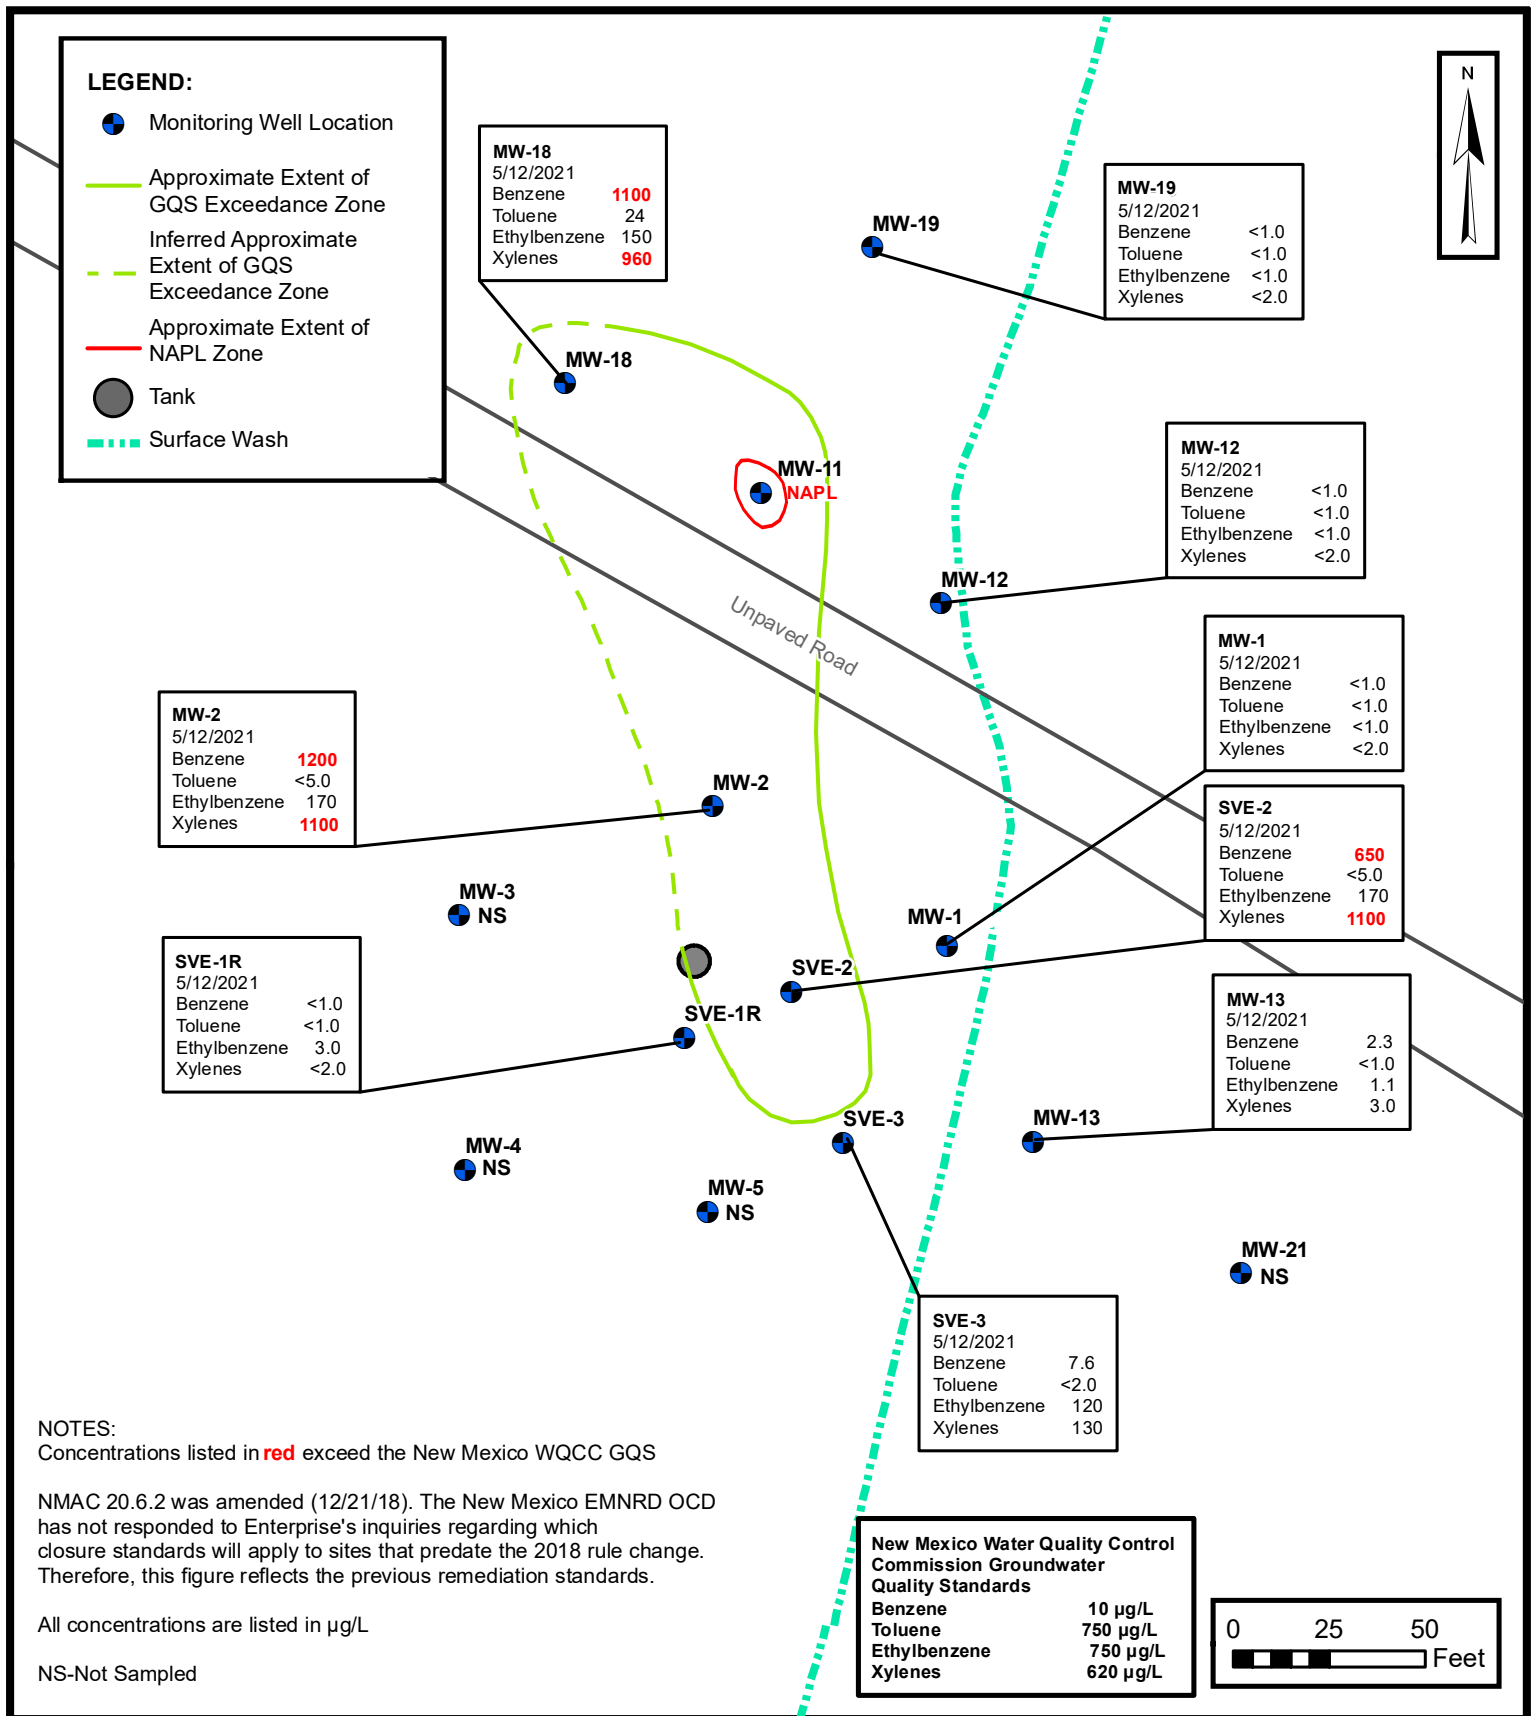 LEGEND:
Monitoring Well Location
Approximate Extent of
GQS Exceedance Zone
Inferred Approximate
Extent of GQS
Exceedance Zone
Approximate Extent of
NAPL Zone
Tank
Surface Wash
N
MW-18
5/12/2021
Benzene 1100
Toluene 24
Ethylbenzene 150
Xylenes 960
MW-19
5/12/2021
Benzene <1.0
Toluene <1.0
Ethylbenzene <1.0
Xylenes <2.0
MW-19
MW-18
MW-11
NAPL
MW-12
5/12/2021
Benzene <1.0
Toluene <1.0
Ethylbenzene <1.0
Xylenes <2.0
MW-12
Unpaved Road
MW-1
5/12/2021
Benzene <1.0
Toluene <1.0
Ethylbenzene <1.0
Xylenes <2.0
MW-2
5/12/2021
Benzene 1200
Toluene <5.0
Ethylbenzene 170
Xylenes 1100
MW-2
SVE-2
5/12/2021
Benzene 650
Toluene <5.0
Ethylbenzene 170
Xylenes 1100
MW-3
NS
MW-1
SVE-2
SVE-1R
5/12/2021
Benzene <1.0
Toluene <1.0
Ethylbenzene 3.0
Xylenes <2.0
SVE-1R
MW-13
5/12/2021
Benzene 2.3
Toluene <1.0
Ethylbenzene 1.1
Xylenes 3.0
SVE-3
MW-13
MW-4
NS
MW-5
NS
MW-21
NS
SVE-3
5/12/2021
Benzene 7.6
Toluene <2.0
Ethylbenzene 120
Xylenes 130
NOTES:
Concentrations listed in red exceed the New Mexico WQCC GQS
NMAC 20.6.2 was amended (12/21/18). The New Mexico EMNRD OCD
has not responded to Enterprise's inquiries regarding which
closure standards will apply to sites that predate the 2018 rule change.
Therefore, this figure reflects the previous remediation standards.
All concentrations are listed in µg/L
NS-Not Sampled
New Mexico Water Quality Control
Commission Groundwater
Quality Standards
Benzene 10 µg/L
Toluene 750 µg/L
Ethylbenzene 750 µg/L
Xylenes 620 µg/L
0 25 50
Feet